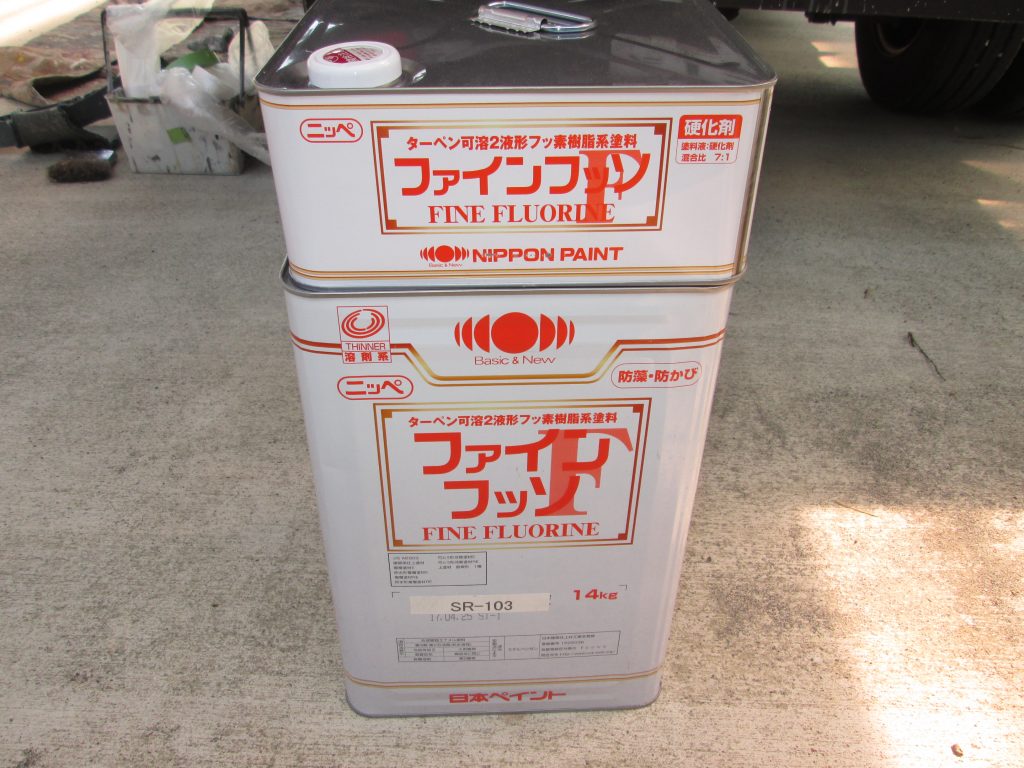 ニッペ
ターペン可溶2液形フッ素樹脂系塗料
ファインフッソ
FINE FLUORINE
硬化剤
塗料液:硬化剤
混合比 7:1
Basic & New
NIPPON PAINT
THINNER
溶剤系
Basic & New
ニッペ
防藻・防かび
ターペン可溶2液形フッ素樹脂系塗料
ファイン
フッソ
FINE FLUORINE
SR-103
14kg
17.04.25
日本ペイント